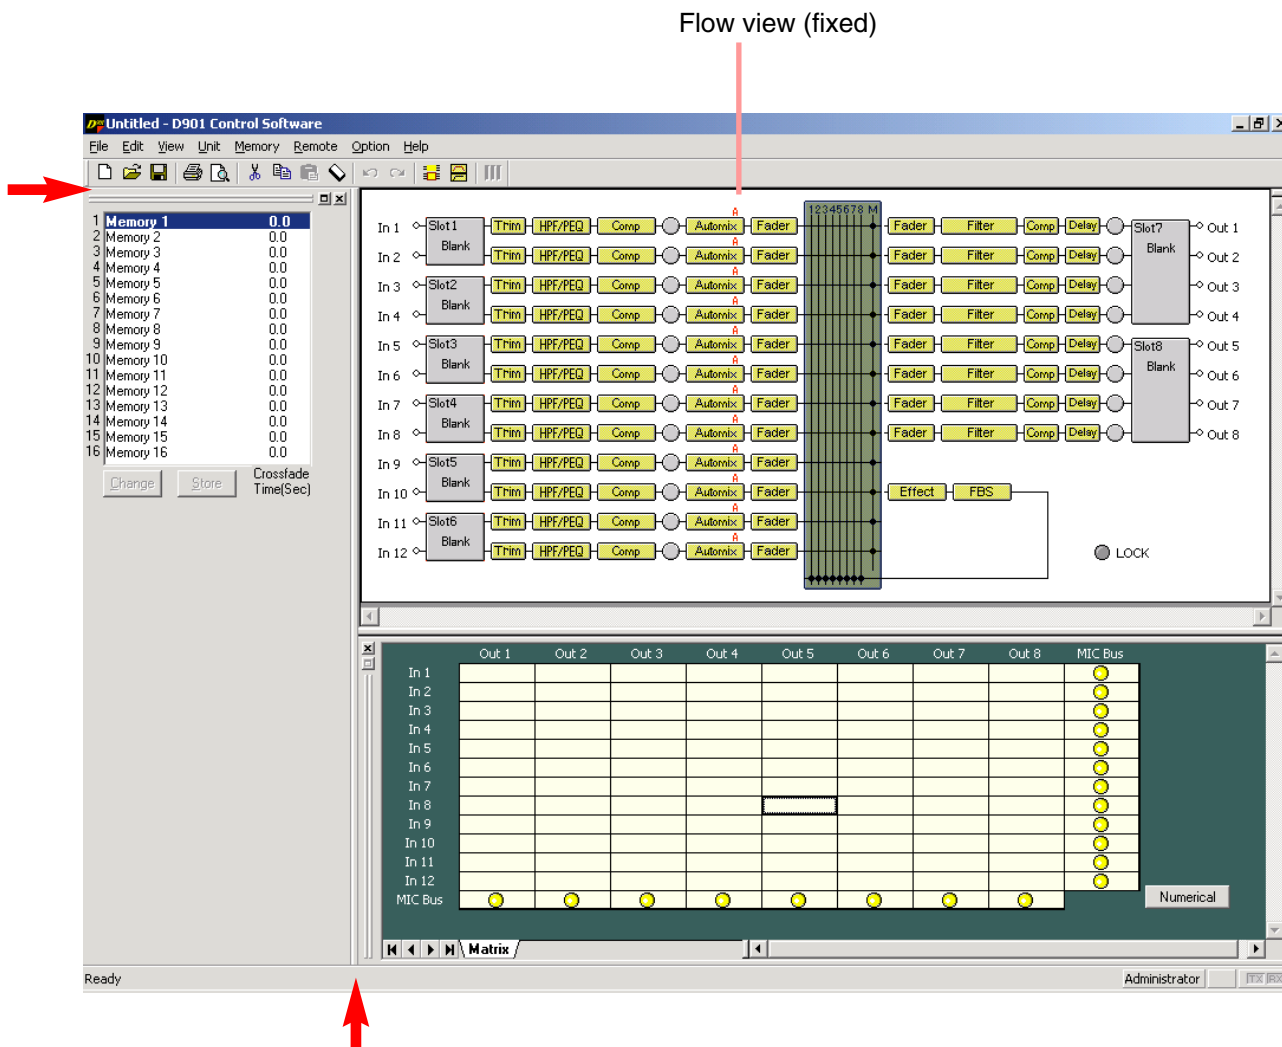 Flow view (fixed)
Untitled - D901 Control Software
File Edit View Unit Memory Remote Option Help
1 Memory 1 0.0
2 Memory 2 0.0
3 Memory 3 0.0
4 Memory 4 0.0
5 Memory 5 0.0
6 Memory 6 0.0
7 Memory 7 0.0
8 Memory 8 0.0
9 Memory 9 0.0
10 Memory 10 0.0
11 Memory 11 0.0
12 Memory 12 0.0
13 Memory 13 0.0
14 Memory 14 0.0
15 Memory 15 0.0
16 Memory 16 0.0
Change Store Crossfade Time(Sec)
12345678 M
In 1 Slot1 Blank Trim HPF/PEQ Comp A Automix Fader Fader Filter Comp Delay Slot7 Blank Out 1
In 2 Trim HPF/PEQ Comp A Automix Fader Fader Filter Comp Delay Out 2
In 3 Slot2 Blank Trim HPF/PEQ Comp A Automix Fader Fader Filter Comp Delay Out 3
In 4 Trim HPF/PEQ Comp A Automix Fader Fader Filter Comp Delay Out 4
In 5 Slot3 Blank Trim HPF/PEQ Comp A Automix Fader Fader Filter Comp Delay Slot8 Blank Out 5
In 6 Trim HPF/PEQ Comp A Automix Fader Fader Filter Comp Delay Out 6
In 7 Slot4 Blank Trim HPF/PEQ Comp A Automix Fader Fader Filter Comp Delay Out 7
In 8 Trim HPF/PEQ Comp A Automix Fader Fader Filter Comp Delay Out 8
In 9 Slot5 Blank Trim HPF/PEQ Comp A Automix Fader
In 10 Trim HPF/PEQ Comp A Automix Fader Effect FBS
In 11 Slot6 Blank Trim HPF/PEQ Comp A Automix Fader
In 12 Trim HPF/PEQ Comp A Automix Fader LOCK
Out 1 Out 2 Out 3 Out 4 Out 5 Out 6 Out 7 Out 8 MIC Bus
In 1
In 2
In 3
In 4
In 5
In 6
In 7
In 8
In 9
In 10
In 11
In 12
MIC Bus
Numerical
Matrix
Ready Administrator TX RX